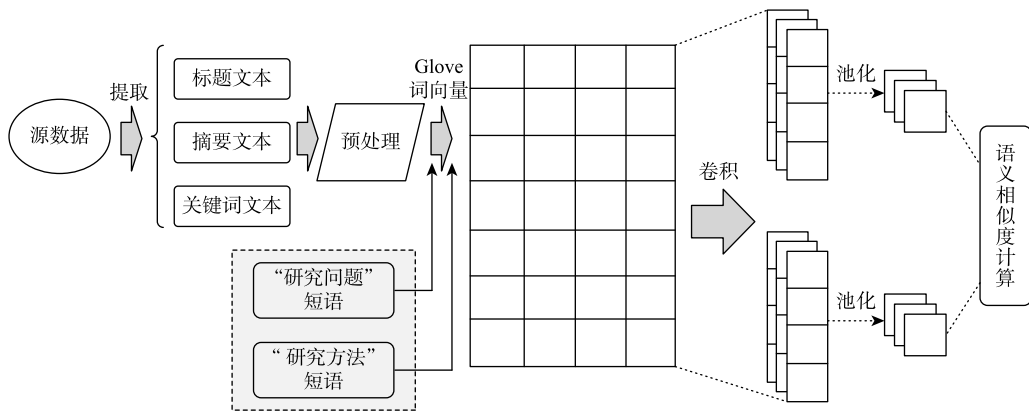 源数据
提取
标题文本
摘要文本
关键词文本
预处理
Glove
词向量
“研究问题”
短语
“研究方法”
短语
卷积
池化
池化
语义相似度计算